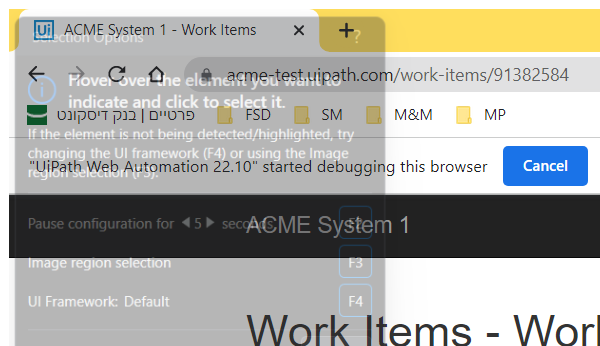 Ui ACME System 1 - Work Items
Selection Options ?
acme-test.uipath.com/work-items/91382584
Hover over the element you want to
indicate and click to select it.
פרטיים | בנק דיסקונט FSD SM M&M MP
If the element is not being detected/highlighted, try
changing the UI framework (F4) or using the Image
region selection (F3).
"UiPath Web Automation 22.10" started debugging this browser Cancel
Pause configuration for 5 seconds F2
ACME System 1
Image region selection F3
UI Framework: Default F4
Work Items - Wor